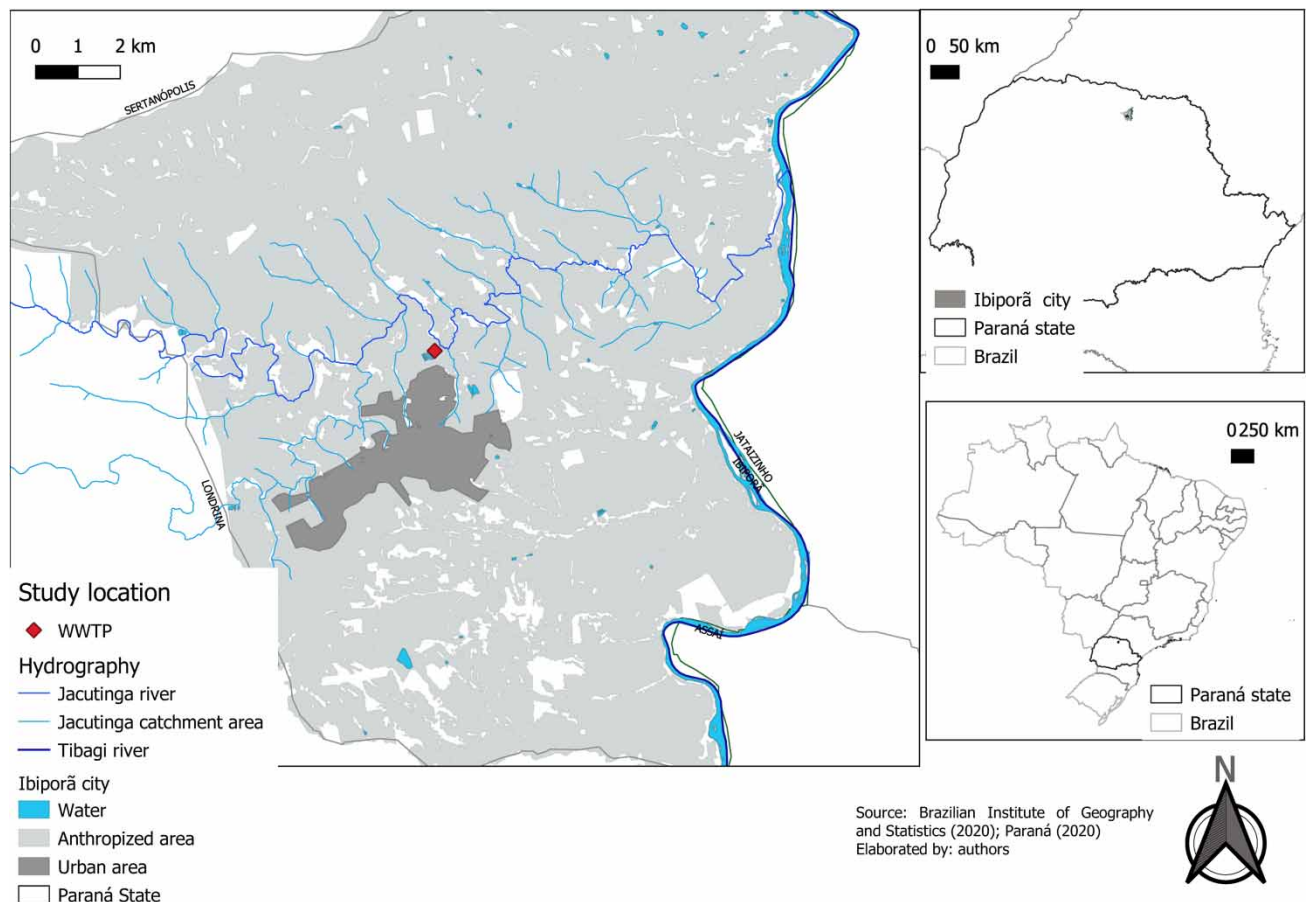 0 1 2 km
SERTANÓPOLIS
LONDRINA
JATAIZINHO
IBIPORÃ
ASSAÍ
Study location
WWTP
Hydrography
Jacutinga river
Jacutinga catchment area
Tibagi river
Ibiporã city
Water
Anthropized area
Urban area
Paraná State
0 50 km
Ibiporã city
Paraná state
Brazil
0 250 km
Paraná state
Brazil
N
Source: Brazilian Institute of Geography
and Statistics (2020); Paraná (2020)
Elaborated by: authors